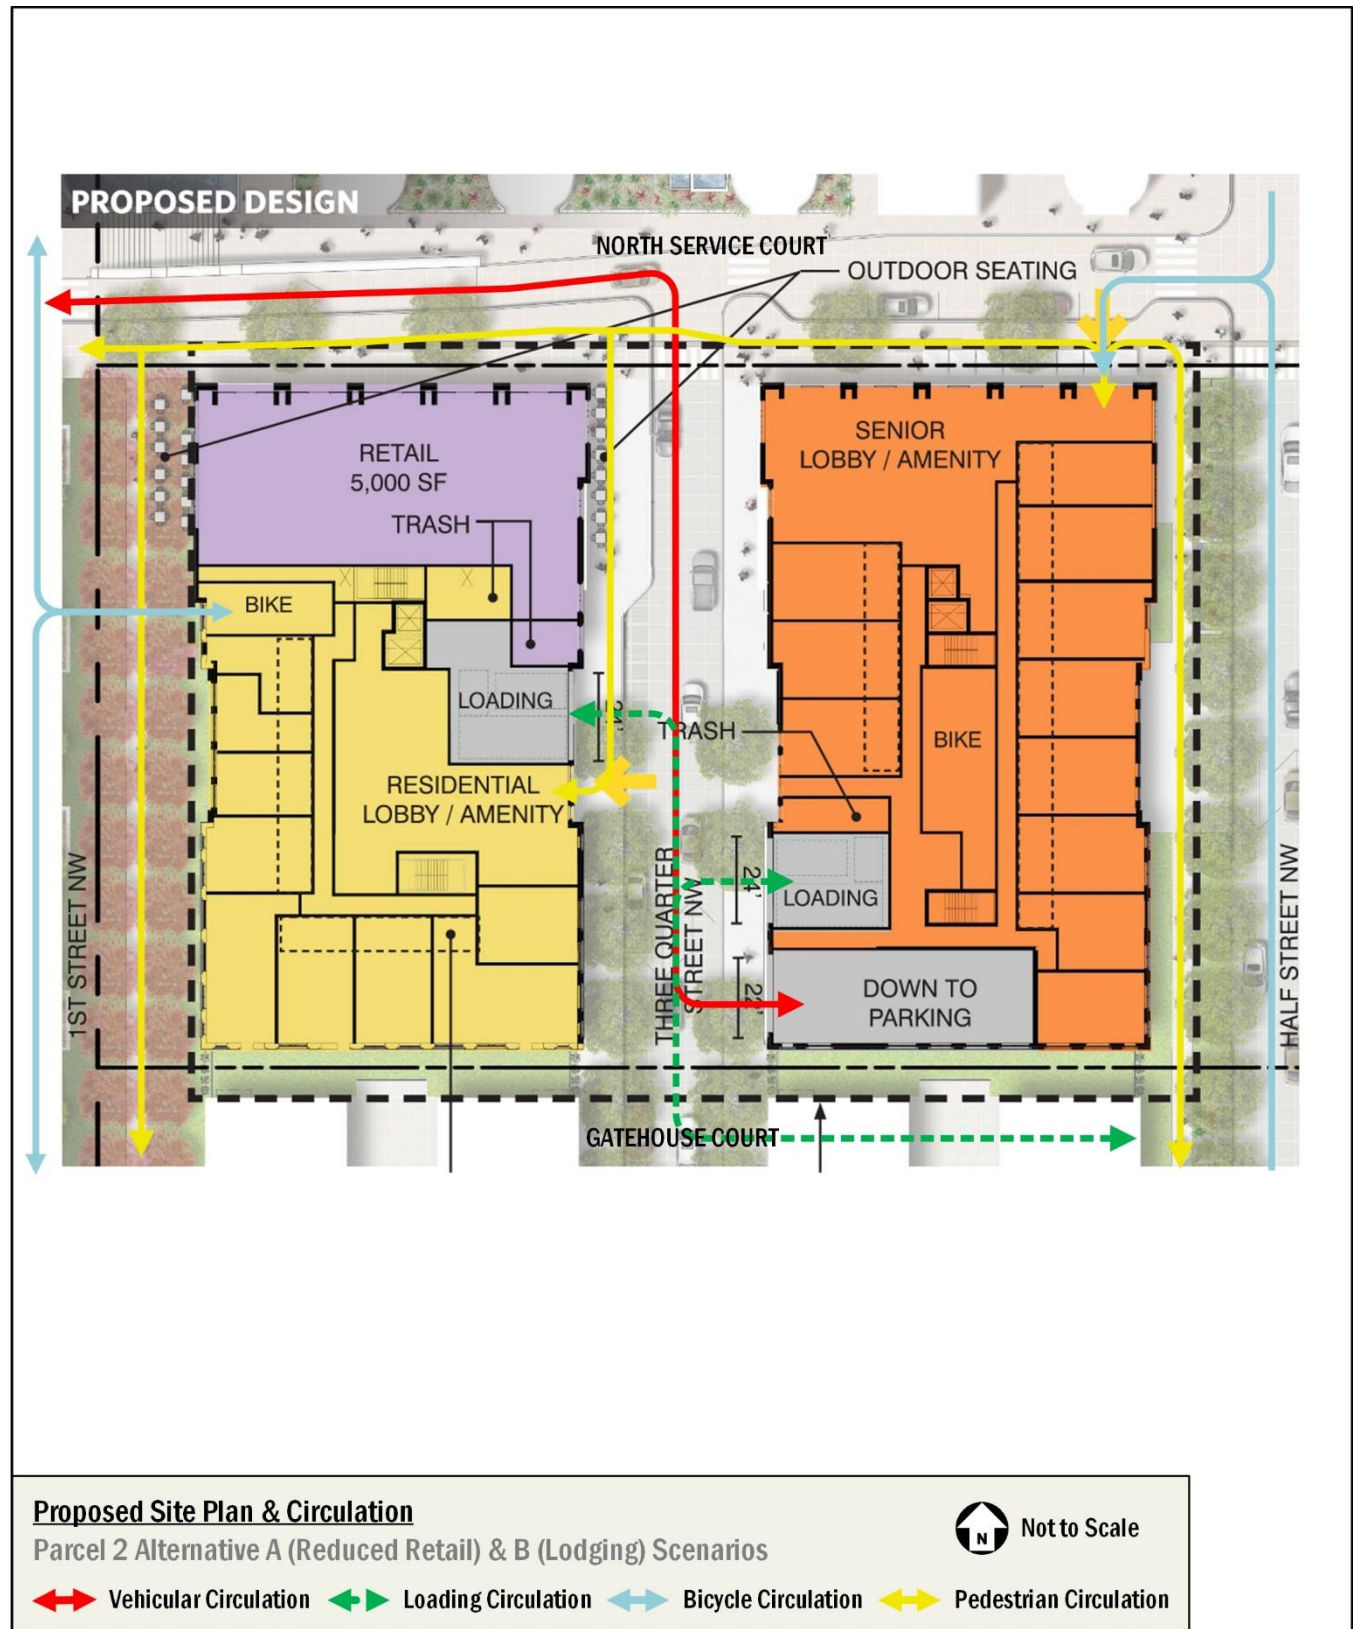 PROPOSED DESIGN
NORTH SERVICE COURT
OUTDOOR SEATING
RETAIL
5,000 SF
TRASH
SENIOR
LOBBY / AMENITY
BIKE
LOADING
TRASH
BIKE
RESIDENTIAL
LOBBY / AMENITY
LOADING
24'
22'
DOWN TO
PARKING
1ST STREET NW
THREE QUARTER
STREET NW
HALF STREET NW
GATEHOUSE COURT
Proposed Site Plan & Circulation
Parcel 2 Alternative A (Reduced Retail) & B (Lodging) Scenarios
N
Not to Scale
Vehicular Circulation
Loading Circulation
Bicycle Circulation
Pedestrian Circulation